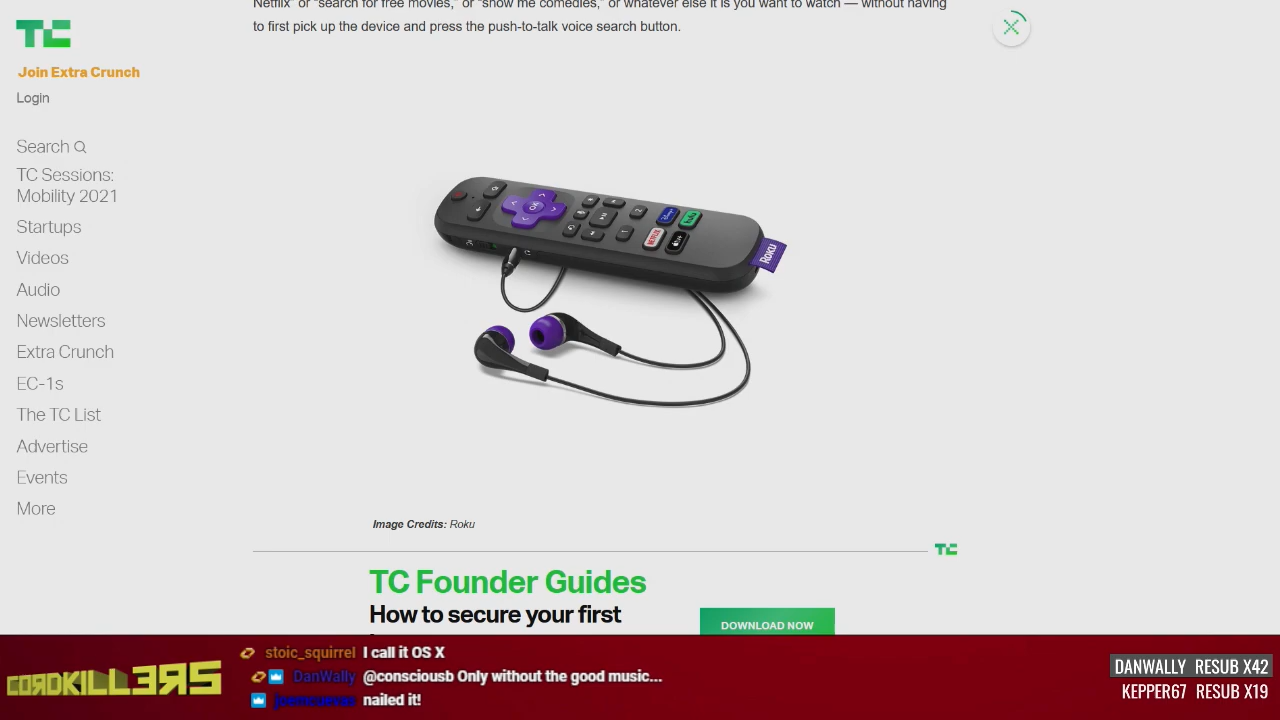 Netflix" or "search for free movies," or "show me comedies," or whatever else it is you want to watch — without having
to first pick up the device and press the push-to-talk voice search button.
TC
Join Extra Crunch
Login
Search
TC Sessions:
Mobility 2021
Startups
Videos
Audio
Newsletters
Extra Crunch
EC-1s
The TC List
Advertise
Events
More
OK
NETFLIX
Roku
Image Credits: Roku
TC
TC Founder Guides
How to secure your first
DOWNLOAD NOW
CORDKILL3RS
stoic_squirrel I call it OS X
DanWally @consciousb Only without the good music...
nailed it!
DANWALLY RESUB X42
KEPPER67 RESUB X19